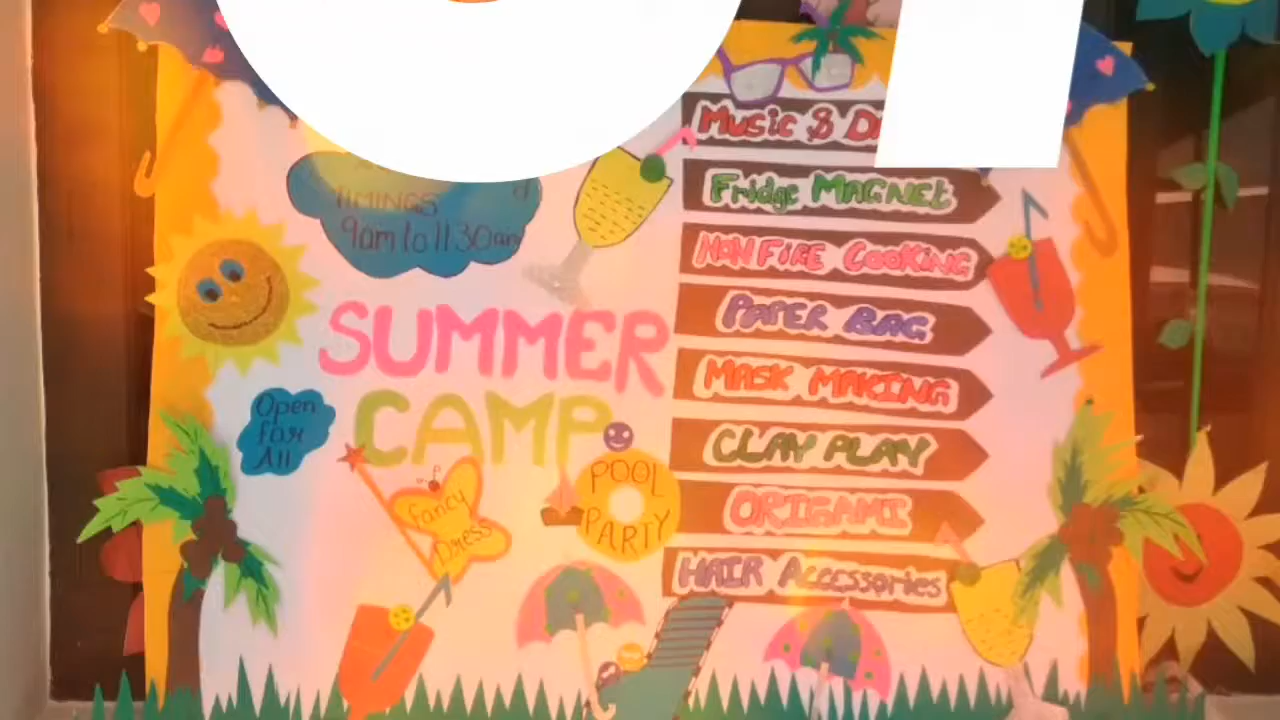 TIMINGS
9am to 11 30am
SUMMER
CAMP
Open
for
All
Fancy
Dress
POOL
PARTY
Music &
Fridge MAGNET
NON FIRE COOKING
PAPER BAG
MASK MAKING
CLAY PLAY
ORIGAMI
HAIR Accessories